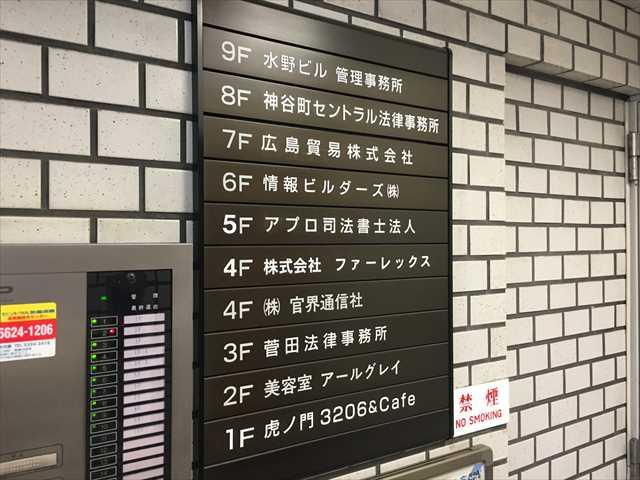 9F 水野ビル 管理事務所
8F 神谷町セントラル法律事務所
7F 広島貿易株式会社
6F 情報ビルダーズ㈱
5F アプロ司法書士法人
4F 株式会社 ファーレックス
4F ㈱ 官界通信社
3F 菅田法律事務所
2F 美容室 アールグレイ
1F 虎ノ門3206&Cafe
禁煙
NO SMOKING
5624-1206